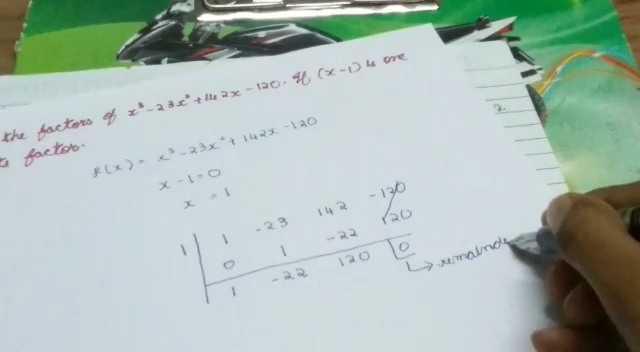 the factors of x³-23x²+142x-120. If (x-1) is one
factor.
f(x) = x³-23x²+142x-120
x-1=0
x = 1
1 | 1 -23 142 -120
0 1 -22 120
1 -22 120 0
↳ remainde
2